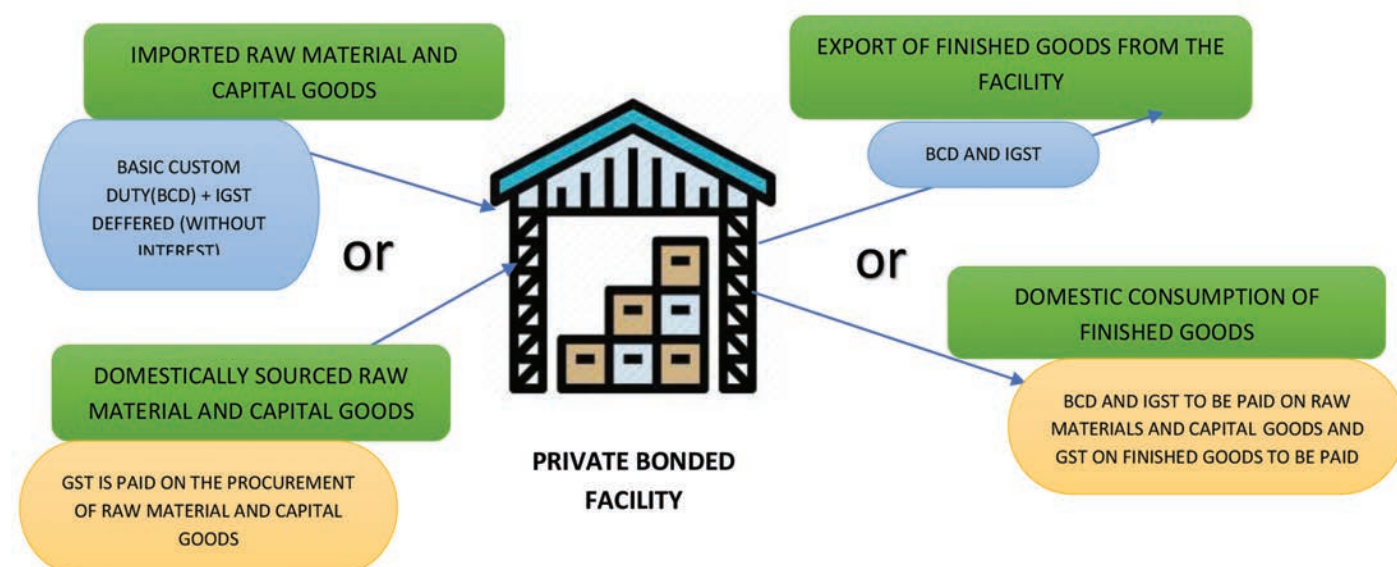 IMPORTED RAW MATERIAL AND
CAPITAL GOODS
BASIC CUSTOM
DUTY(BCD) + IGST
DEFFERED (WITHOUT
INTEREST)
or
DOMESTICALLY SOURCED RAW
MATERIAL AND CAPITAL GOODS
GST IS PAID ON THE PROCUREMENT
OF RAW MATERIAL AND CAPITAL
GOODS
PRIVATE BONDED
FACILITY
EXPORT OF FINISHED GOODS FROM THE
FACILITY
BCD AND IGST
or
DOMESTIC CONSUMPTION OF
FINISHED GOODS
BCD AND IGST TO BE PAID ON RAW
MATERIALS AND CAPITAL GOODS AND
GST ON FINISHED GOODS TO BE PAID